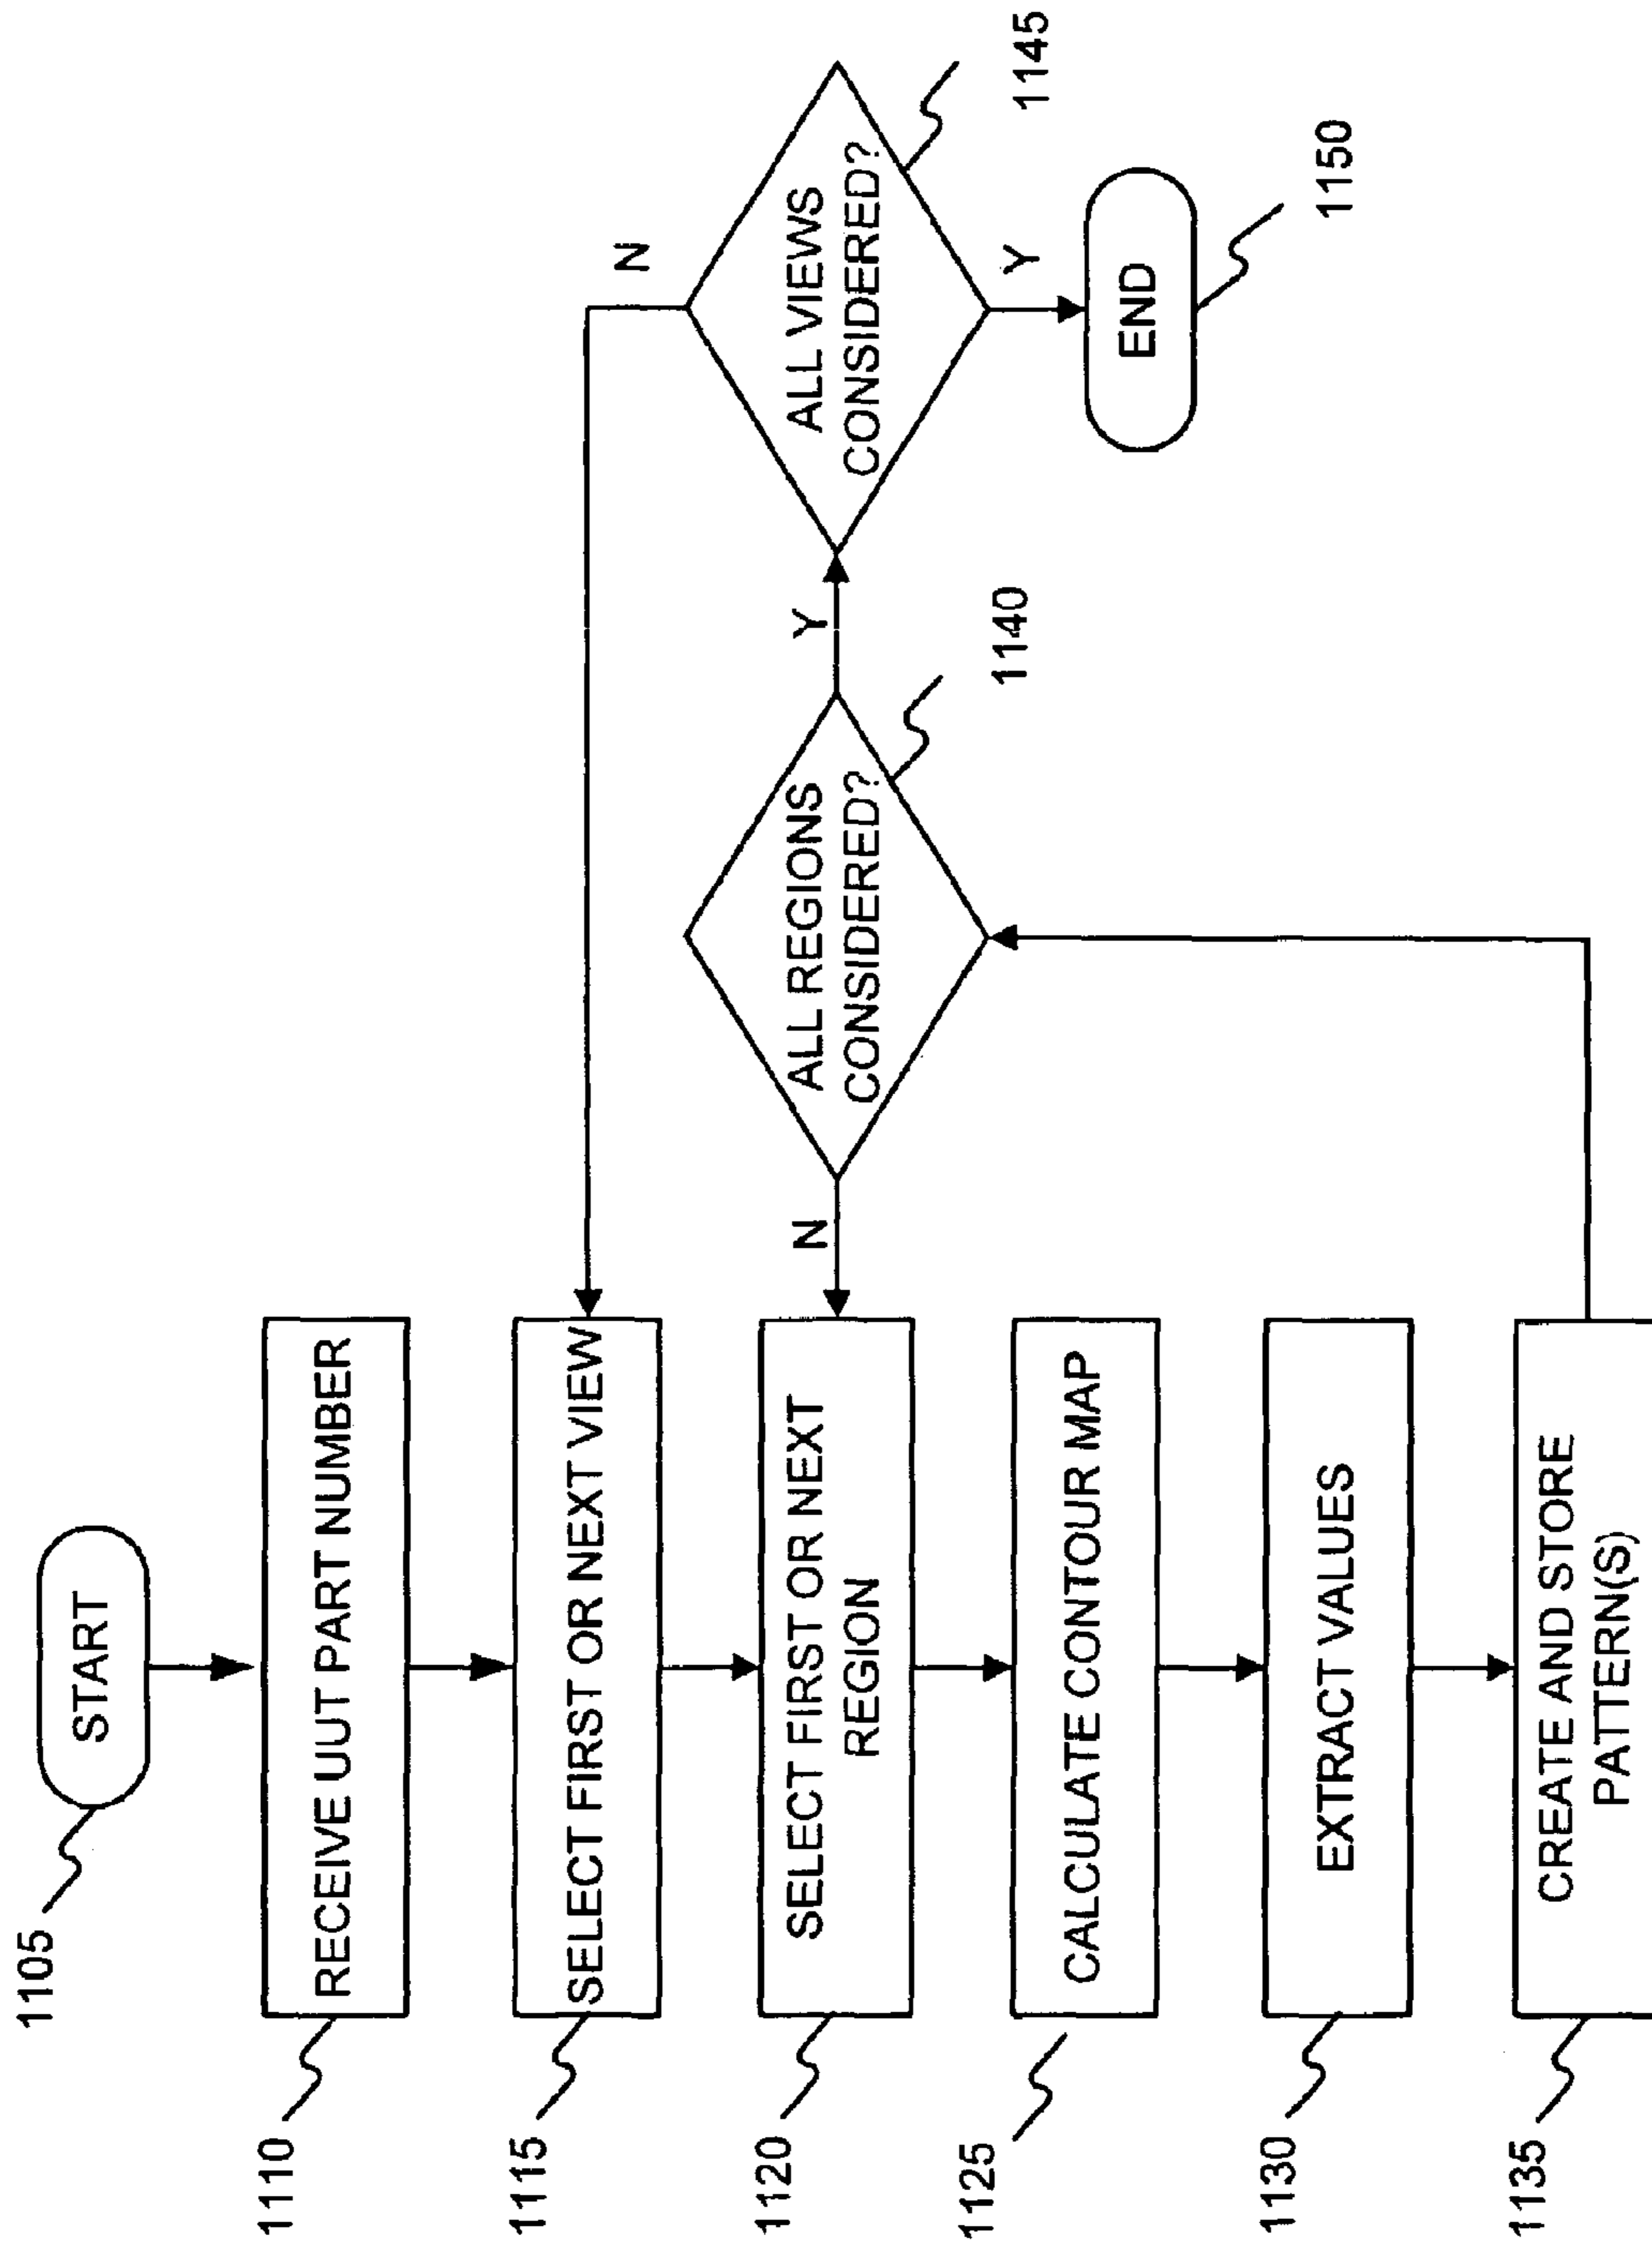 1105
START
1110
RECEIVE UUT PART NUMBER
1115
SELECT FIRST OR NEXT VIEW
1120
SELECT FIRST OR NEXT
REGION
1125
CALCULATE CONTOUR MAP
1130
EXTRACT VALUES
1135
CREATE AND STORE
PATTERN(S)
N
ALL REGIONS
CONSIDERED?
1140
Y
ALL VIEWS
CONSIDERED?
1145
N
Y
END
1150